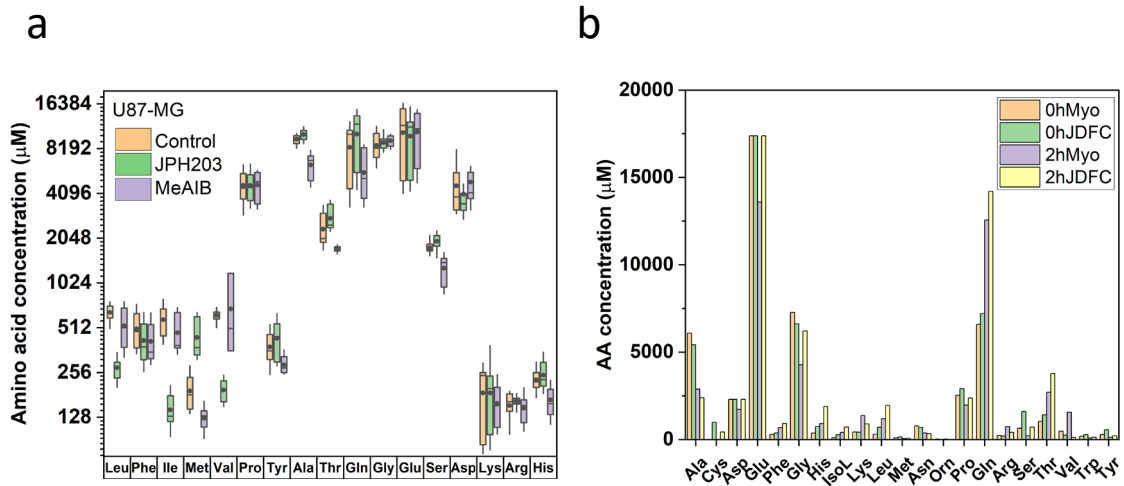 a
U87-MG
Control
JPH203
MeAIB
Amino acid concentration (µM)
16384
8192
4096
2048
1024
512
256
128
Leu Phe Ile Met Val Pro Tyr Ala Thr Gln Gly Glu Ser Asp Lys Arg His
b
0hMyo
0hJDFC
2hMyo
2hJDFC
AA concentration (µM)
20000
15000
10000
5000
0
Ala Cys Asp Glu Phe Gly His IsoL Lys Leu Met Asn Orn Pro Gln Arg Ser Thr Val Trp Tyr